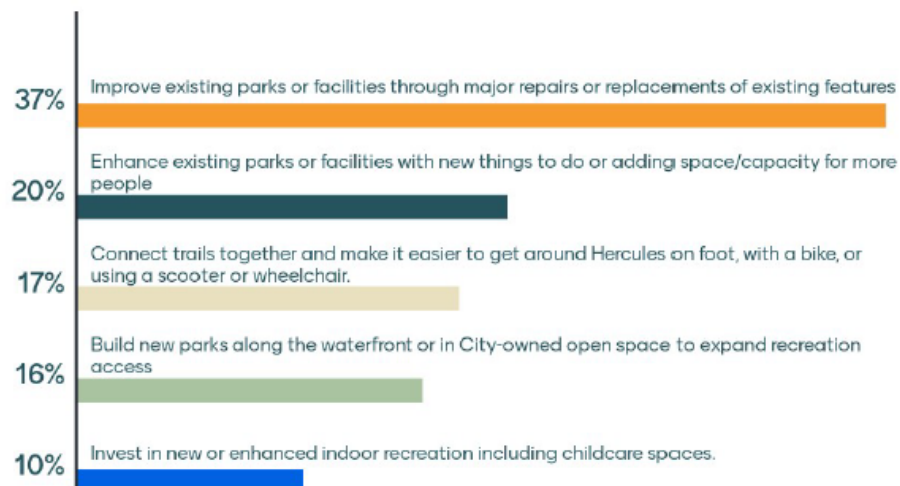 Improve existing parks or facilities through major repairs or replacements of existing features
37%
Enhance existing parks or facilities with new things to do or adding space/capacity for more
people
20%
Connect trails together and make it easier to get around Hercules on foot, with a bike, or
using a scooter or wheelchair.
17%
Build new parks along the waterfront or in City-owned open space to expand recreation
access
16%
Invest in new or enhanced indoor recreation including childcare spaces.
10%